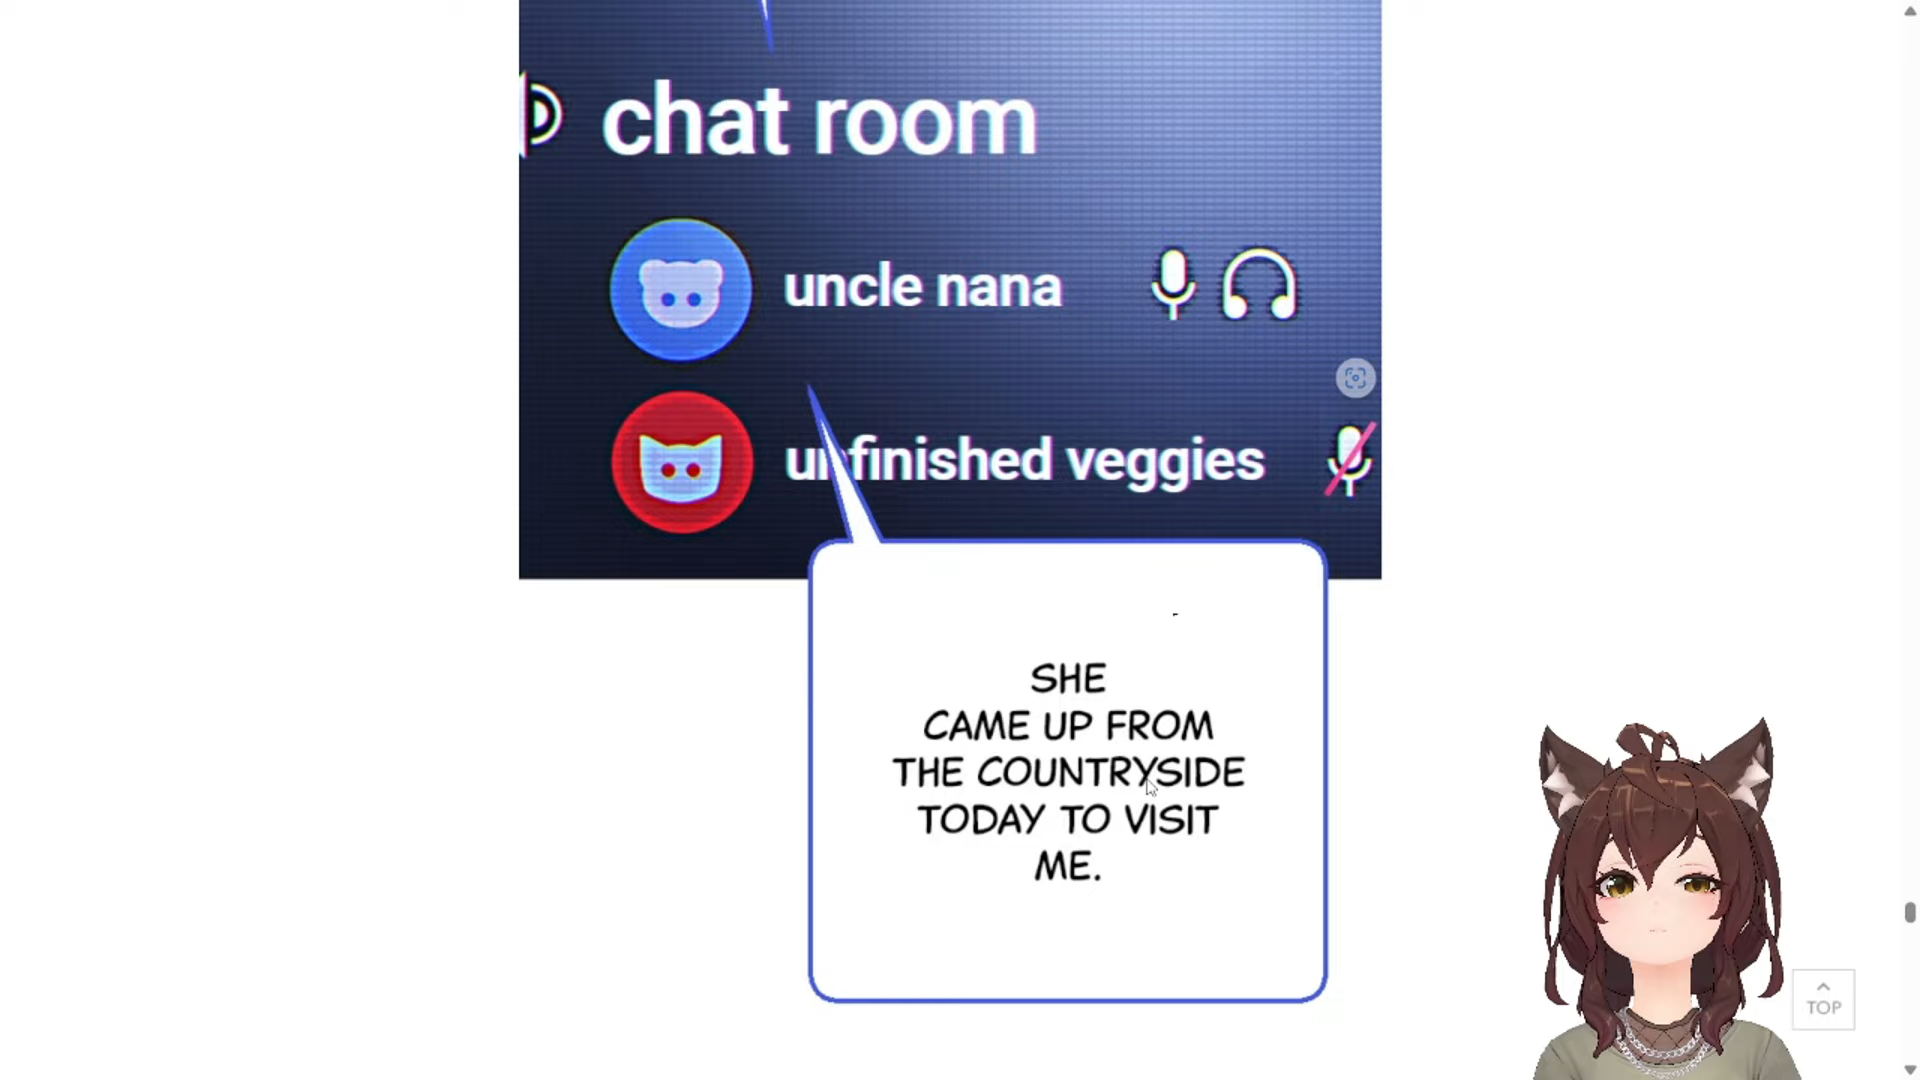 chat room
uncle nana
unfinished veggies
SHE
CAME UP FROM
THE COUNTRYSIDE
TODAY TO VISIT
ME.
TOP